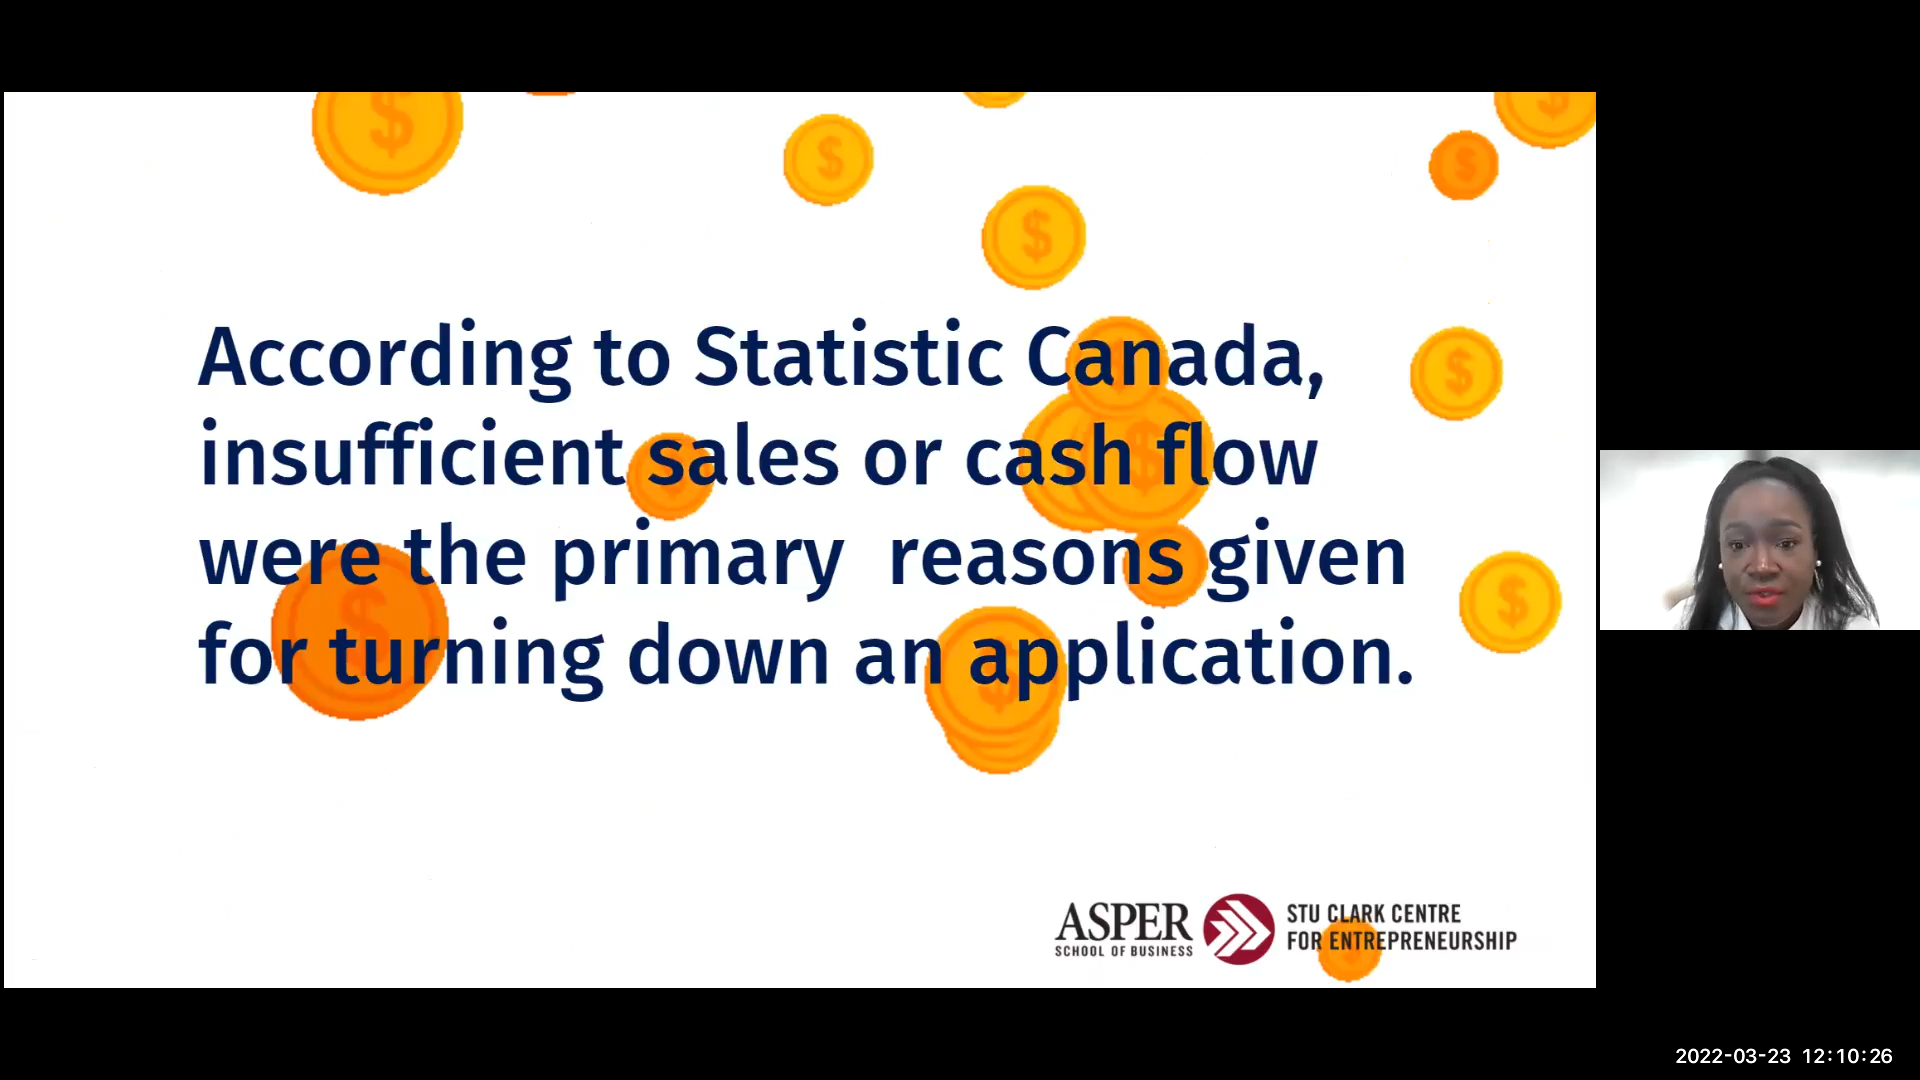 According to Statistic Canada,
insufficient sales or cash flow
were the primary  reasons given
for turning down an application.
ASPER
SCHOOL OF BUSINESS
STU CLARK CENTRE
FOR ENTREPRENEURSHIP
2022-03-23 12:10:26